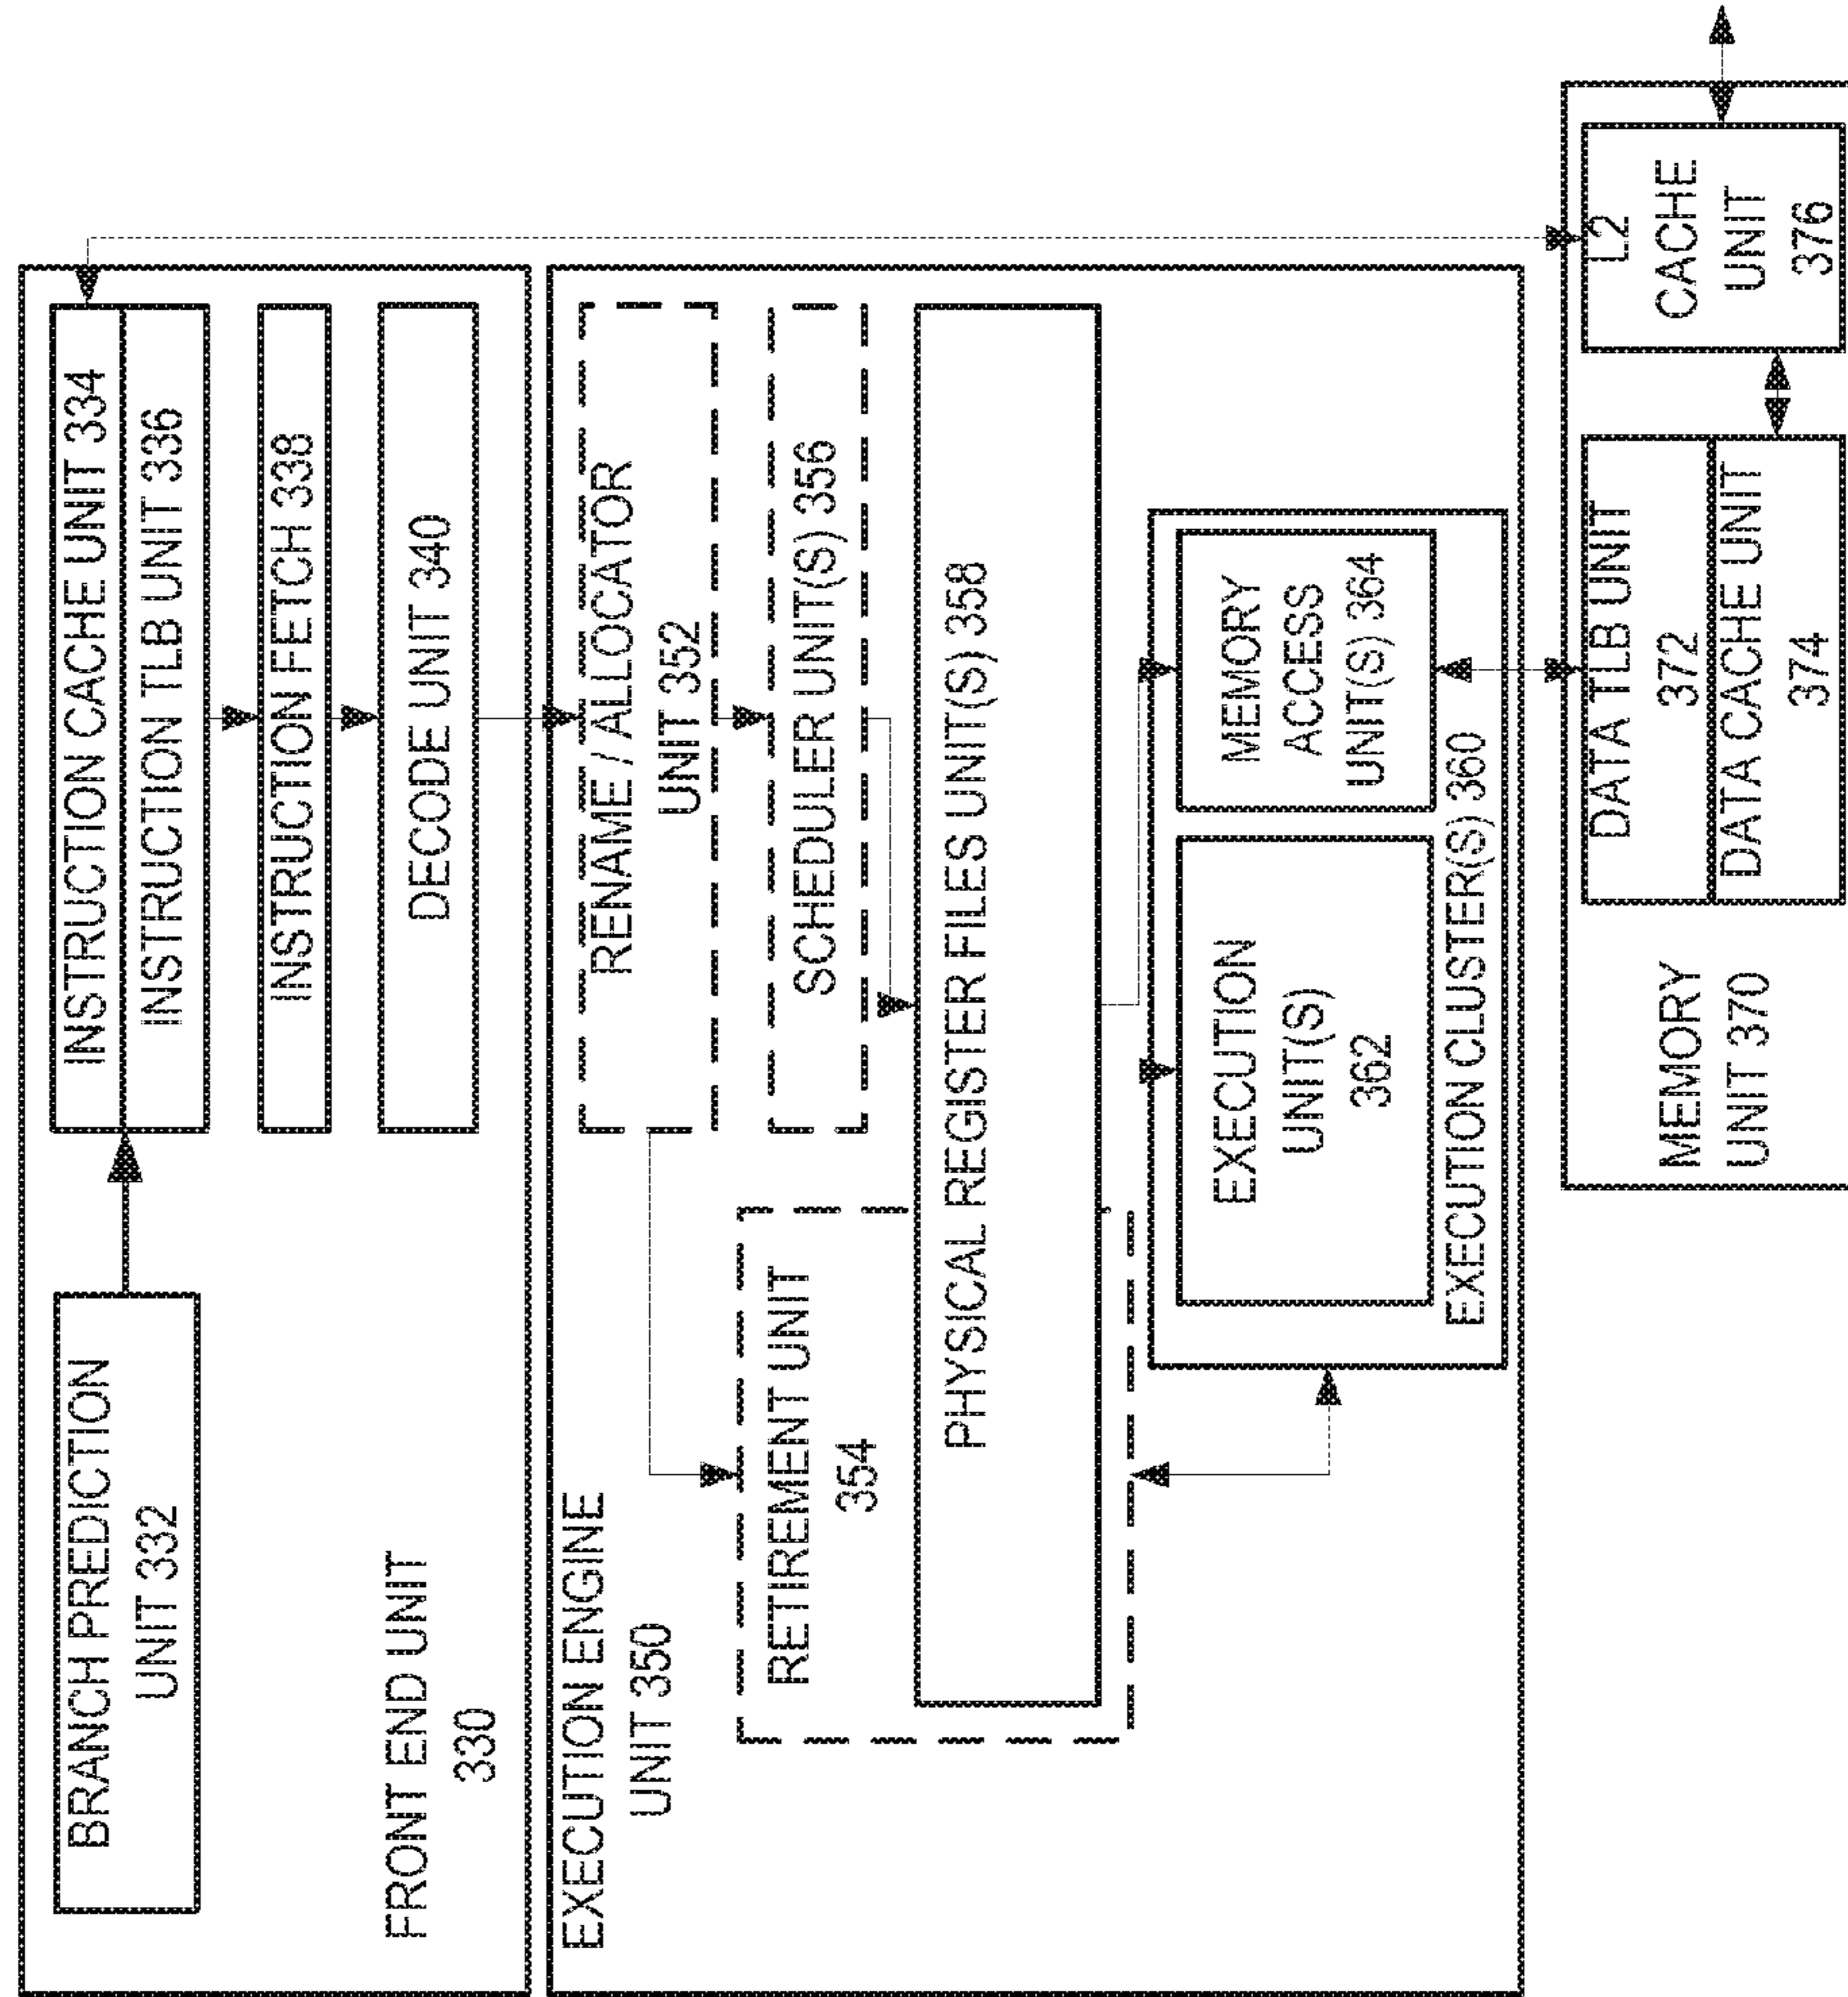 BRANCH PREDICTION
UNIT 332
INSTRUCTION CACHE UNIT 334
INSTRUCTION TLB UNIT 336
INSTRUCTION FETCH 338
DECODE UNIT 340
FRONT END UNIT
330
EXECUTION ENGINE
UNIT 350
RENAME / ALLOCATOR
UNIT 352
RETIREMENT UNIT
354
SCHEDULER UNIT(S) 356
PHYSICAL REGISTER FILES UNIT(S) 358
EXECUTION
UNIT(S)
362
MEMORY
ACCESS
UNIT(S) 364
EXECUTION CLUSTER(S) 360
MEMORY
UNIT 370
DATA TLB UNIT
372
DATA CACHE UNIT
374
L2
CACHE
UNIT
376